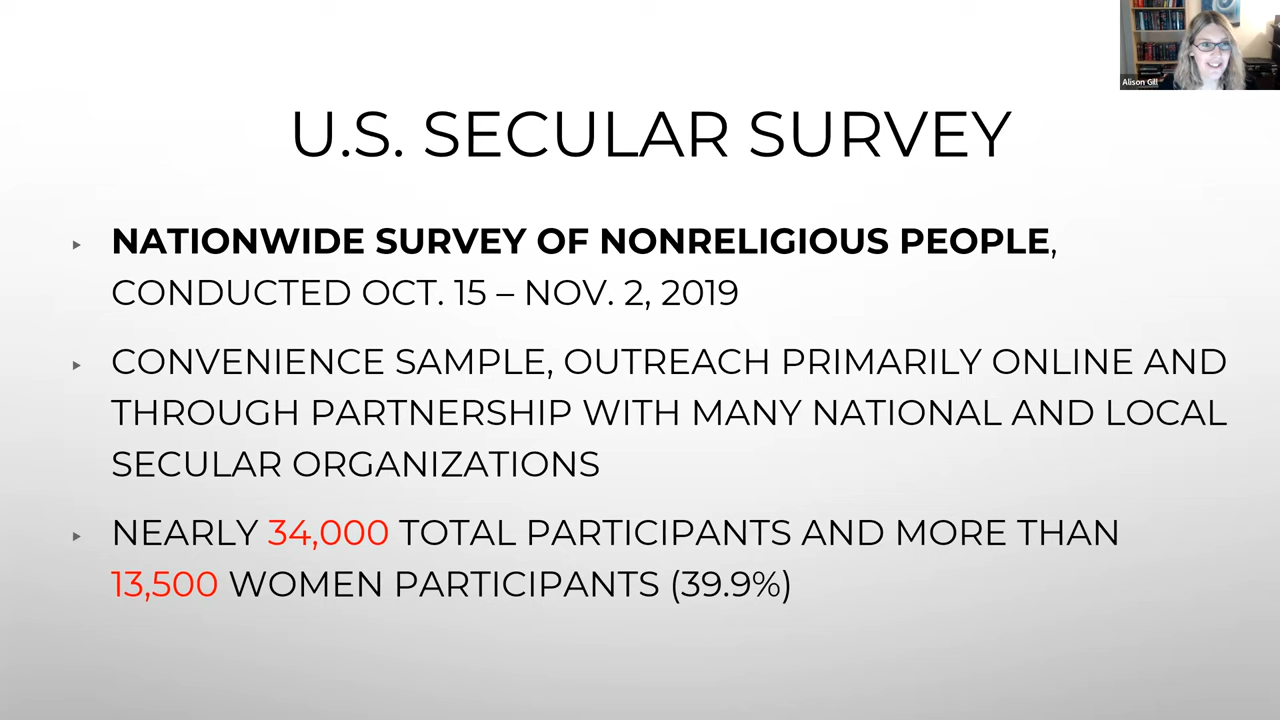 Alison Gill
U.S. SECULAR SURVEY
▸ NATIONWIDE SURVEY OF NONRELIGIOUS PEOPLE,
CONDUCTED OCT. 15 – NOV. 2, 2019
▸ CONVENIENCE SAMPLE, OUTREACH PRIMARILY ONLINE AND
THROUGH PARTNERSHIP WITH MANY NATIONAL AND LOCAL
SECULAR ORGANIZATIONS
▸ NEARLY 34,000 TOTAL PARTICIPANTS AND MORE THAN
13,500 WOMEN PARTICIPANTS (39.9%)